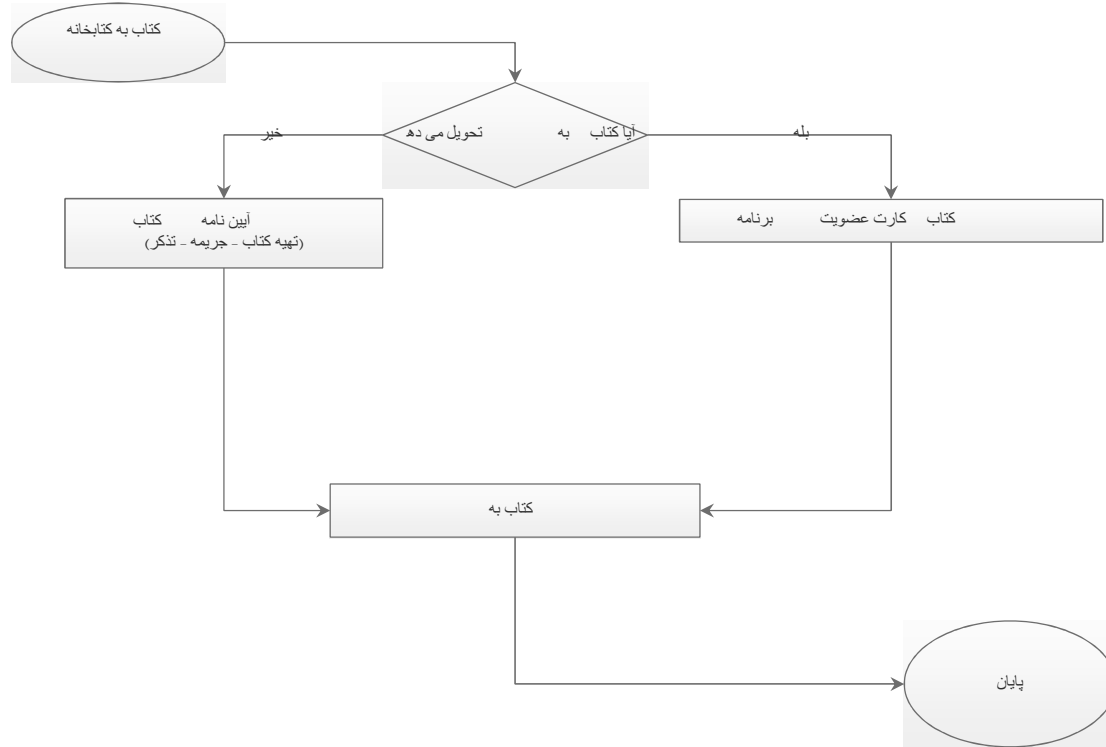 کتاب به کتابخانه
آیا کتاب به تحویل می ده
بله
خیر
کتاب کارت عضویت برنامه
آیین نامه کتاب
(تهیه کتاب - جریمه - تذکر)
کتاب به
پایان